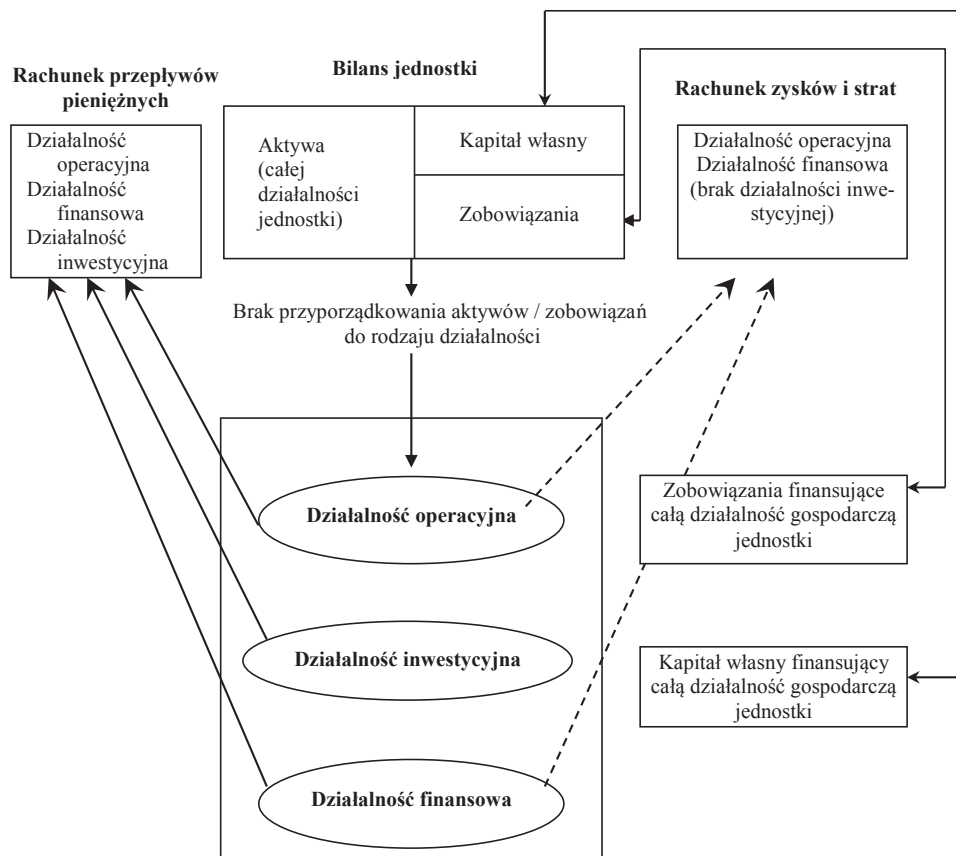 Rachunek przepływów
pieniężnych
Działalność
operacyjna
Działalność
finansowa
Działalność
inwestycyjna
Bilans jednostki
Aktywa
(całej
działalności
jednostki)
Kapitał własny
Zobowiązania
Rachunek zysków i strat
Działalność operacyjna
Działalność finansowa
(brak działalności inwe-
stycyjnej)
Brak przyporządkowania aktywów / zobowiązań
do rodzaju działalności
Działalność operacyjna
Działalność inwestycyjna
Działalność finansowa
Zobowiązania finansujące
całą działalność gospodarczą
jednostki
Kapitał własny finansujący
całą działalność gospodarczą
jednostki